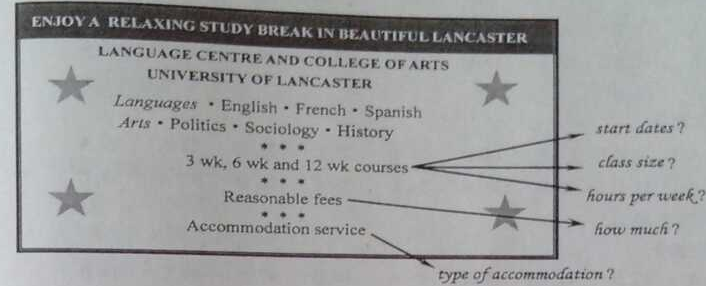 ENJOY A RELAXING STUDY BREAK IN BEAUTIFUL LANCASTER
LANGUAGE CENTRE AND COLLEGE OF ARTS
UNIVERSITY OF LANCASTER
Languages • English • French • Spanish
Arts • Politics • Sociology • History
* * *
3 wk, 6 wk and 12 wk courses
* * *
Reasonable fees
* * *
Accommodation service
start dates?
class size?
hours per week?
how much?
type of accommodation?